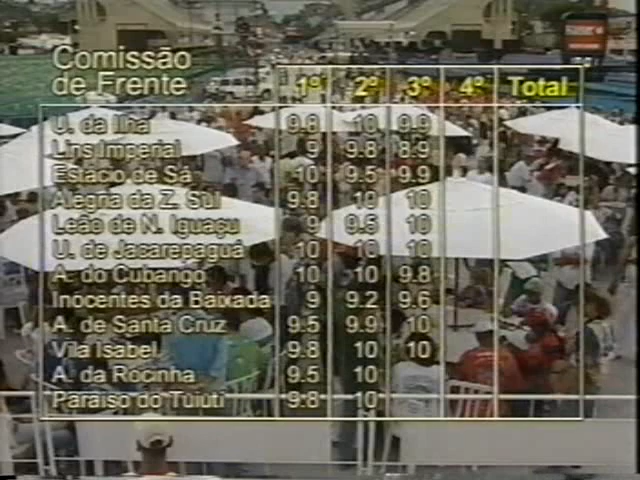 Comissão
de Frente 1º 2º 3º 4º Total
U. da Ilha 9.8 10 9.9
Lins Imperial 9 9.8 8.9
Estácio de Sá 10 9.5 9.9
Alegria da Z. Sul 9.8 10 10
Leão de N. Iguaçu 9 9.5 10
U. de Jacarepaguá 10 10 10
A. do Cubango 10 10 9.8
Inocentes da Baixada 9 9.2 9.6
A. de Santa Cruz 9.5 9.9 10
Vila Isabel 9.8 10 10
A. da Rocinha 9.5 10
Paraíso do Tuiuti 9.8 10